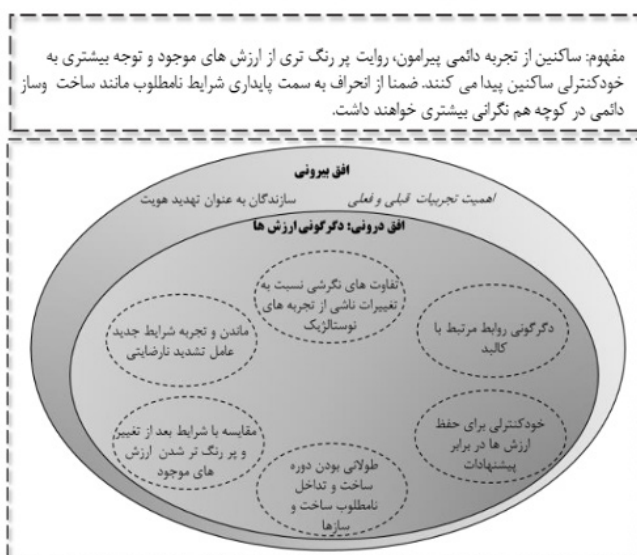 مفهوم: ساکنین از تجربه دائمی پیرامون، روایت پر رنگ تری از ارزش های موجود و توجه بیشتری به
خودکنترلی ساکنین پیدا می کنند. ضمنا از انحراف به سمت پایداری شرایط نامطلوب مانند ساخت وساز
دائمی در کوچه هم نگرانی بیشتری خواهند داشت.
افق بیرونی
اهمیت تجربیات قبلی و فعلی
سازندگان به عنوان تهدید هویت
افق درونی: دگرگونی ارزش ها
تفاوت های نگرشی نسبت به
تغییرات ناشی از تجربه های
نوستالژیک
دگرگونی روابط مرتبط با
کالبد
ماندن و تجربه شرایط جدید
عامل تشدید نارضایتی
خودکنترلی برای حفظ
ارزش ها در برابر
پیشنهادات
مقایسه با شرایط بعد از تغییر
و پر رنگ تر شدن ارزش
های موجود
طولانی بودن دوره
ساخت و تداخل
نامطلوب ساخت و
سازها